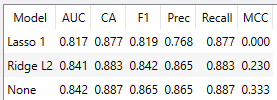 Model AUC CA F1 Prec Recall MCC
Lasso 1 0.817 0.877 0.819 0.768 0.877 0.000
Ridge L2 0.841 0.883 0.842 0.865 0.883 0.230
None 0.842 0.887 0.865 0.865 0.887 0.333